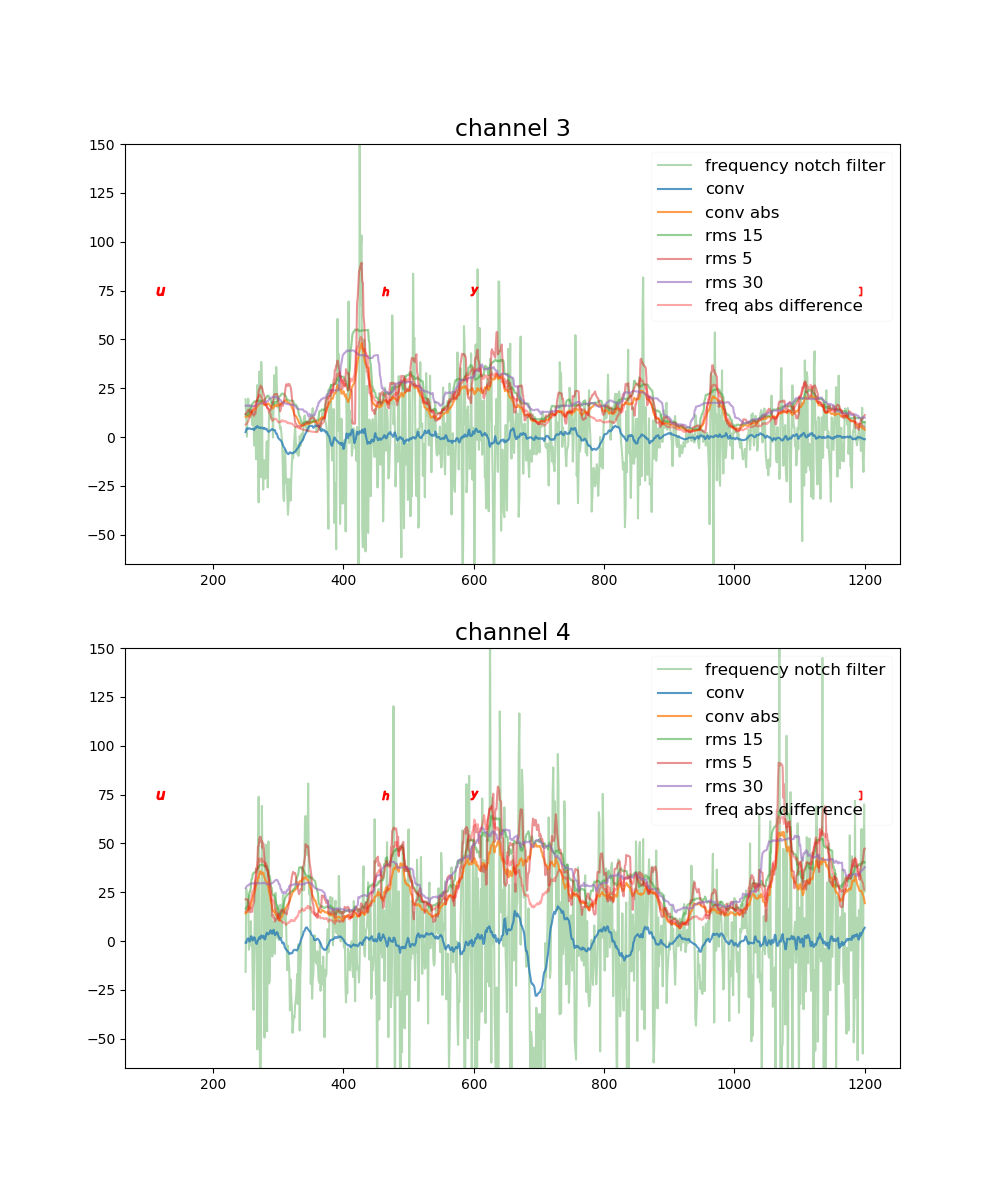 channel 3
150
125
100
75
50
25
0
−25
−50
frequency notch filter
conv
conv abs
rms 15
rms 5
rms 30
freq abs difference
u h y
200 400 600 800 1000 1200
channel 4
150
125
100
75
50
25
0
−25
−50
frequency notch filter
conv
conv abs
rms 15
rms 5
rms 30
freq abs difference
u h y
200 400 600 800 1000 1200